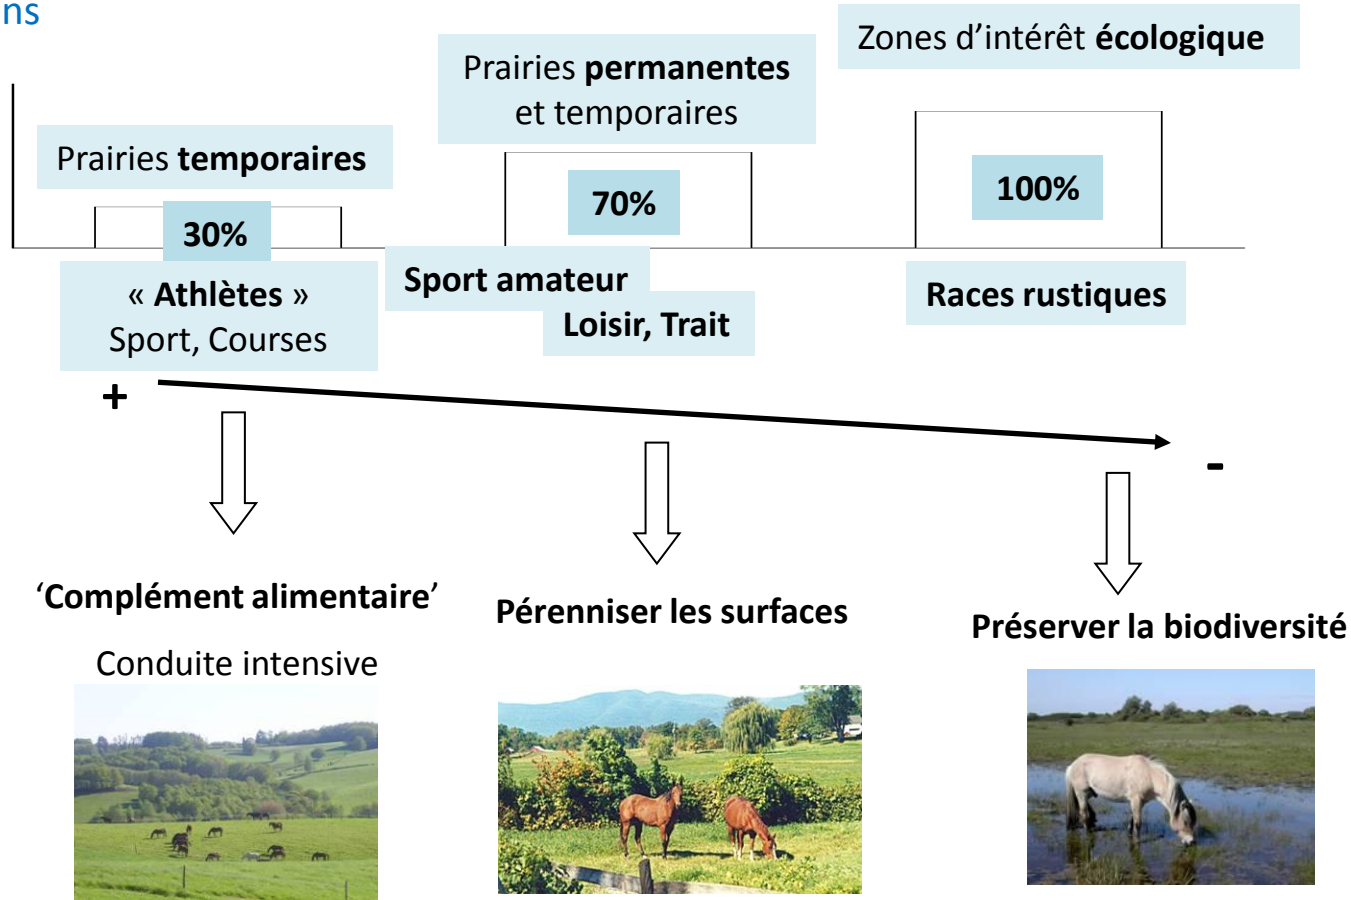 ns
Zones d’intérêt écologique
Prairies permanentes
et temporaires
Prairies temporaires
100%
70%
30%
« Athlètes »
Sport, Courses
Sport amateur
Loisir, Trait
Races rustiques
+
-
‘Complément alimentaire’
Conduite intensive
Pérenniser les surfaces
Préserver la biodiversité